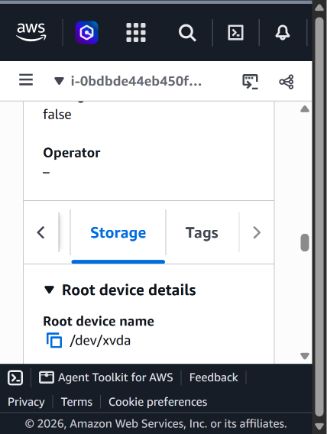 aws
i-0bdbde44eb450f...
false
Operator
–
Storage
Tags
▼ Root device details
Root device name
/dev/xvda
Agent Toolkit for AWS
Feedback
Privacy
Terms
Cookie preferences
© 2026, Amazon Web Services, Inc. or its affiliates.